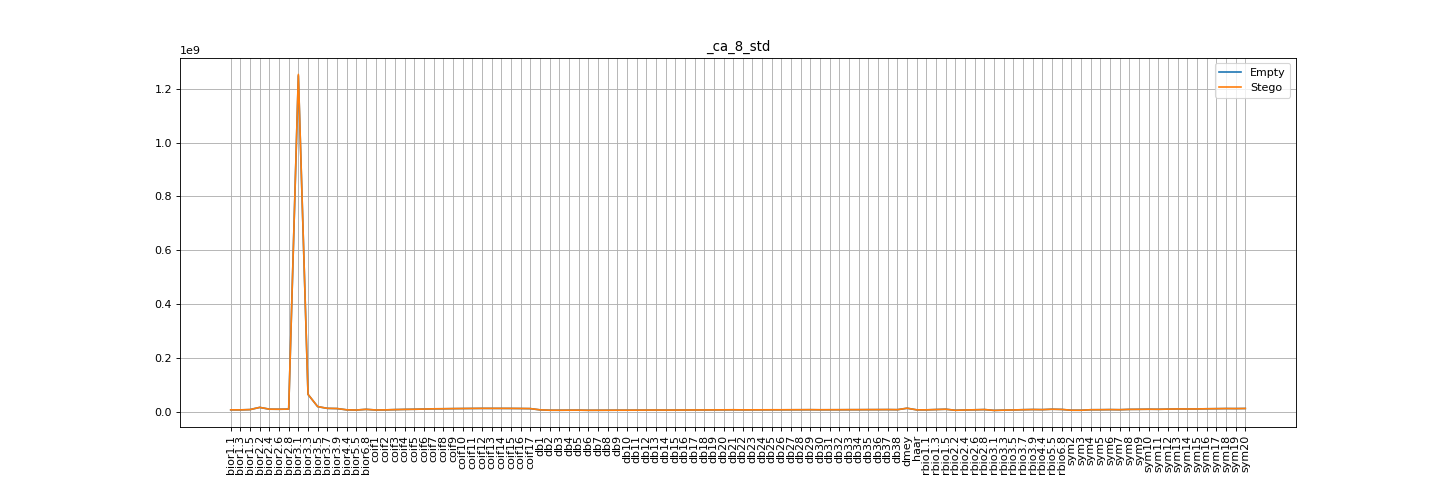 _ca_8_std
1e9
Empty
Stego
1.2
1.0
0.8
0.6
0.4
0.2
0.0
bior1.1
bior1.3
bior1.5
bior2.2
bior2.4
bior2.6
bior2.8
bior3.1
bior3.3
bior3.5
bior3.7
bior3.9
bior4.4
bior5.5
bior6.8
coif1
coif2
coif3
coif4
coif5
coif6
coif7
coif8
coif9
coif10
coif11
coif12
coif13
coif14
coif15
coif16
coif17
db1
db2
db3
db4
db5
db6
db7
db8
db9
db10
db11
db12
db13
db14
db15
db16
db17
db18
db19
db20
db21
db22
db23
db24
db25
db26
db27
db28
db29
db30
db31
db32
db33
db34
db35
db36
db37
db38
dmey
haar
rbio1.1
rbio1.3
rbio1.5
rbio2.2
rbio2.4
rbio2.6
rbio2.8
rbio3.1
rbio3.3
rbio3.5
rbio3.7
rbio3.9
rbio4.4
rbio5.5
rbio6.8
sym2
sym3
sym4
sym5
sym6
sym7
sym8
sym9
sym10
sym11
sym12
sym13
sym14
sym15
sym16
sym17
sym18
sym19
sym20